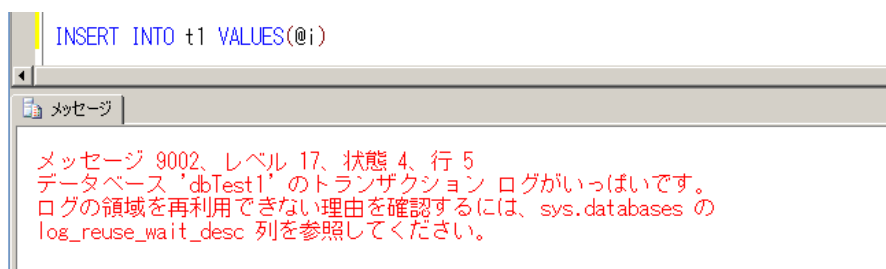 INSERT INTO t1 VALUES(@i)
メッセージ
メッセージ 9002、レベル 17、状態 4、行 5
データベース 'dbTest1' のトランザクション ログがいっぱいです。
ログの領域を再利用できない理由を確認するには、sys.databases の
log_reuse_wait_desc 列を参照してください。